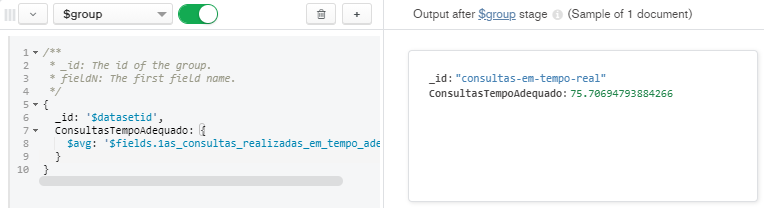 $group
Output after $group stage (Sample of 1 document)
1 /**
2 * _id: The id of the group.
3 * fieldN: The first field name.
4 */
5 {
6 _id: '$datasetid',
7 ConsultasTempoAdequado: {
8 $avg: '$fields.1as_consultas_realizadas_em_tempo_ade
9 }
10 }
_id: "consultas-em-tempo-real"
ConsultasTempoAdequado: 75.70694793884266